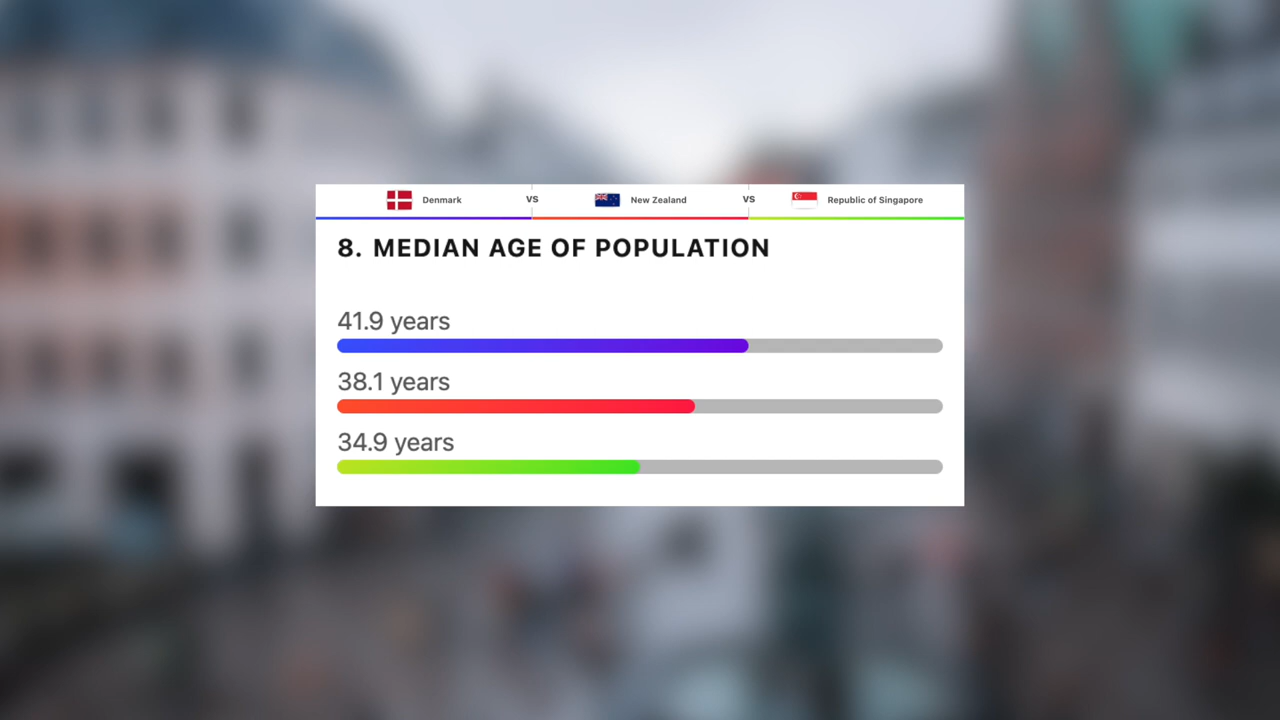 Denmark VS New Zealand VS Republic of Singapore
8. MEDIAN AGE OF POPULATION
41.9 years
38.1 years
34.9 years